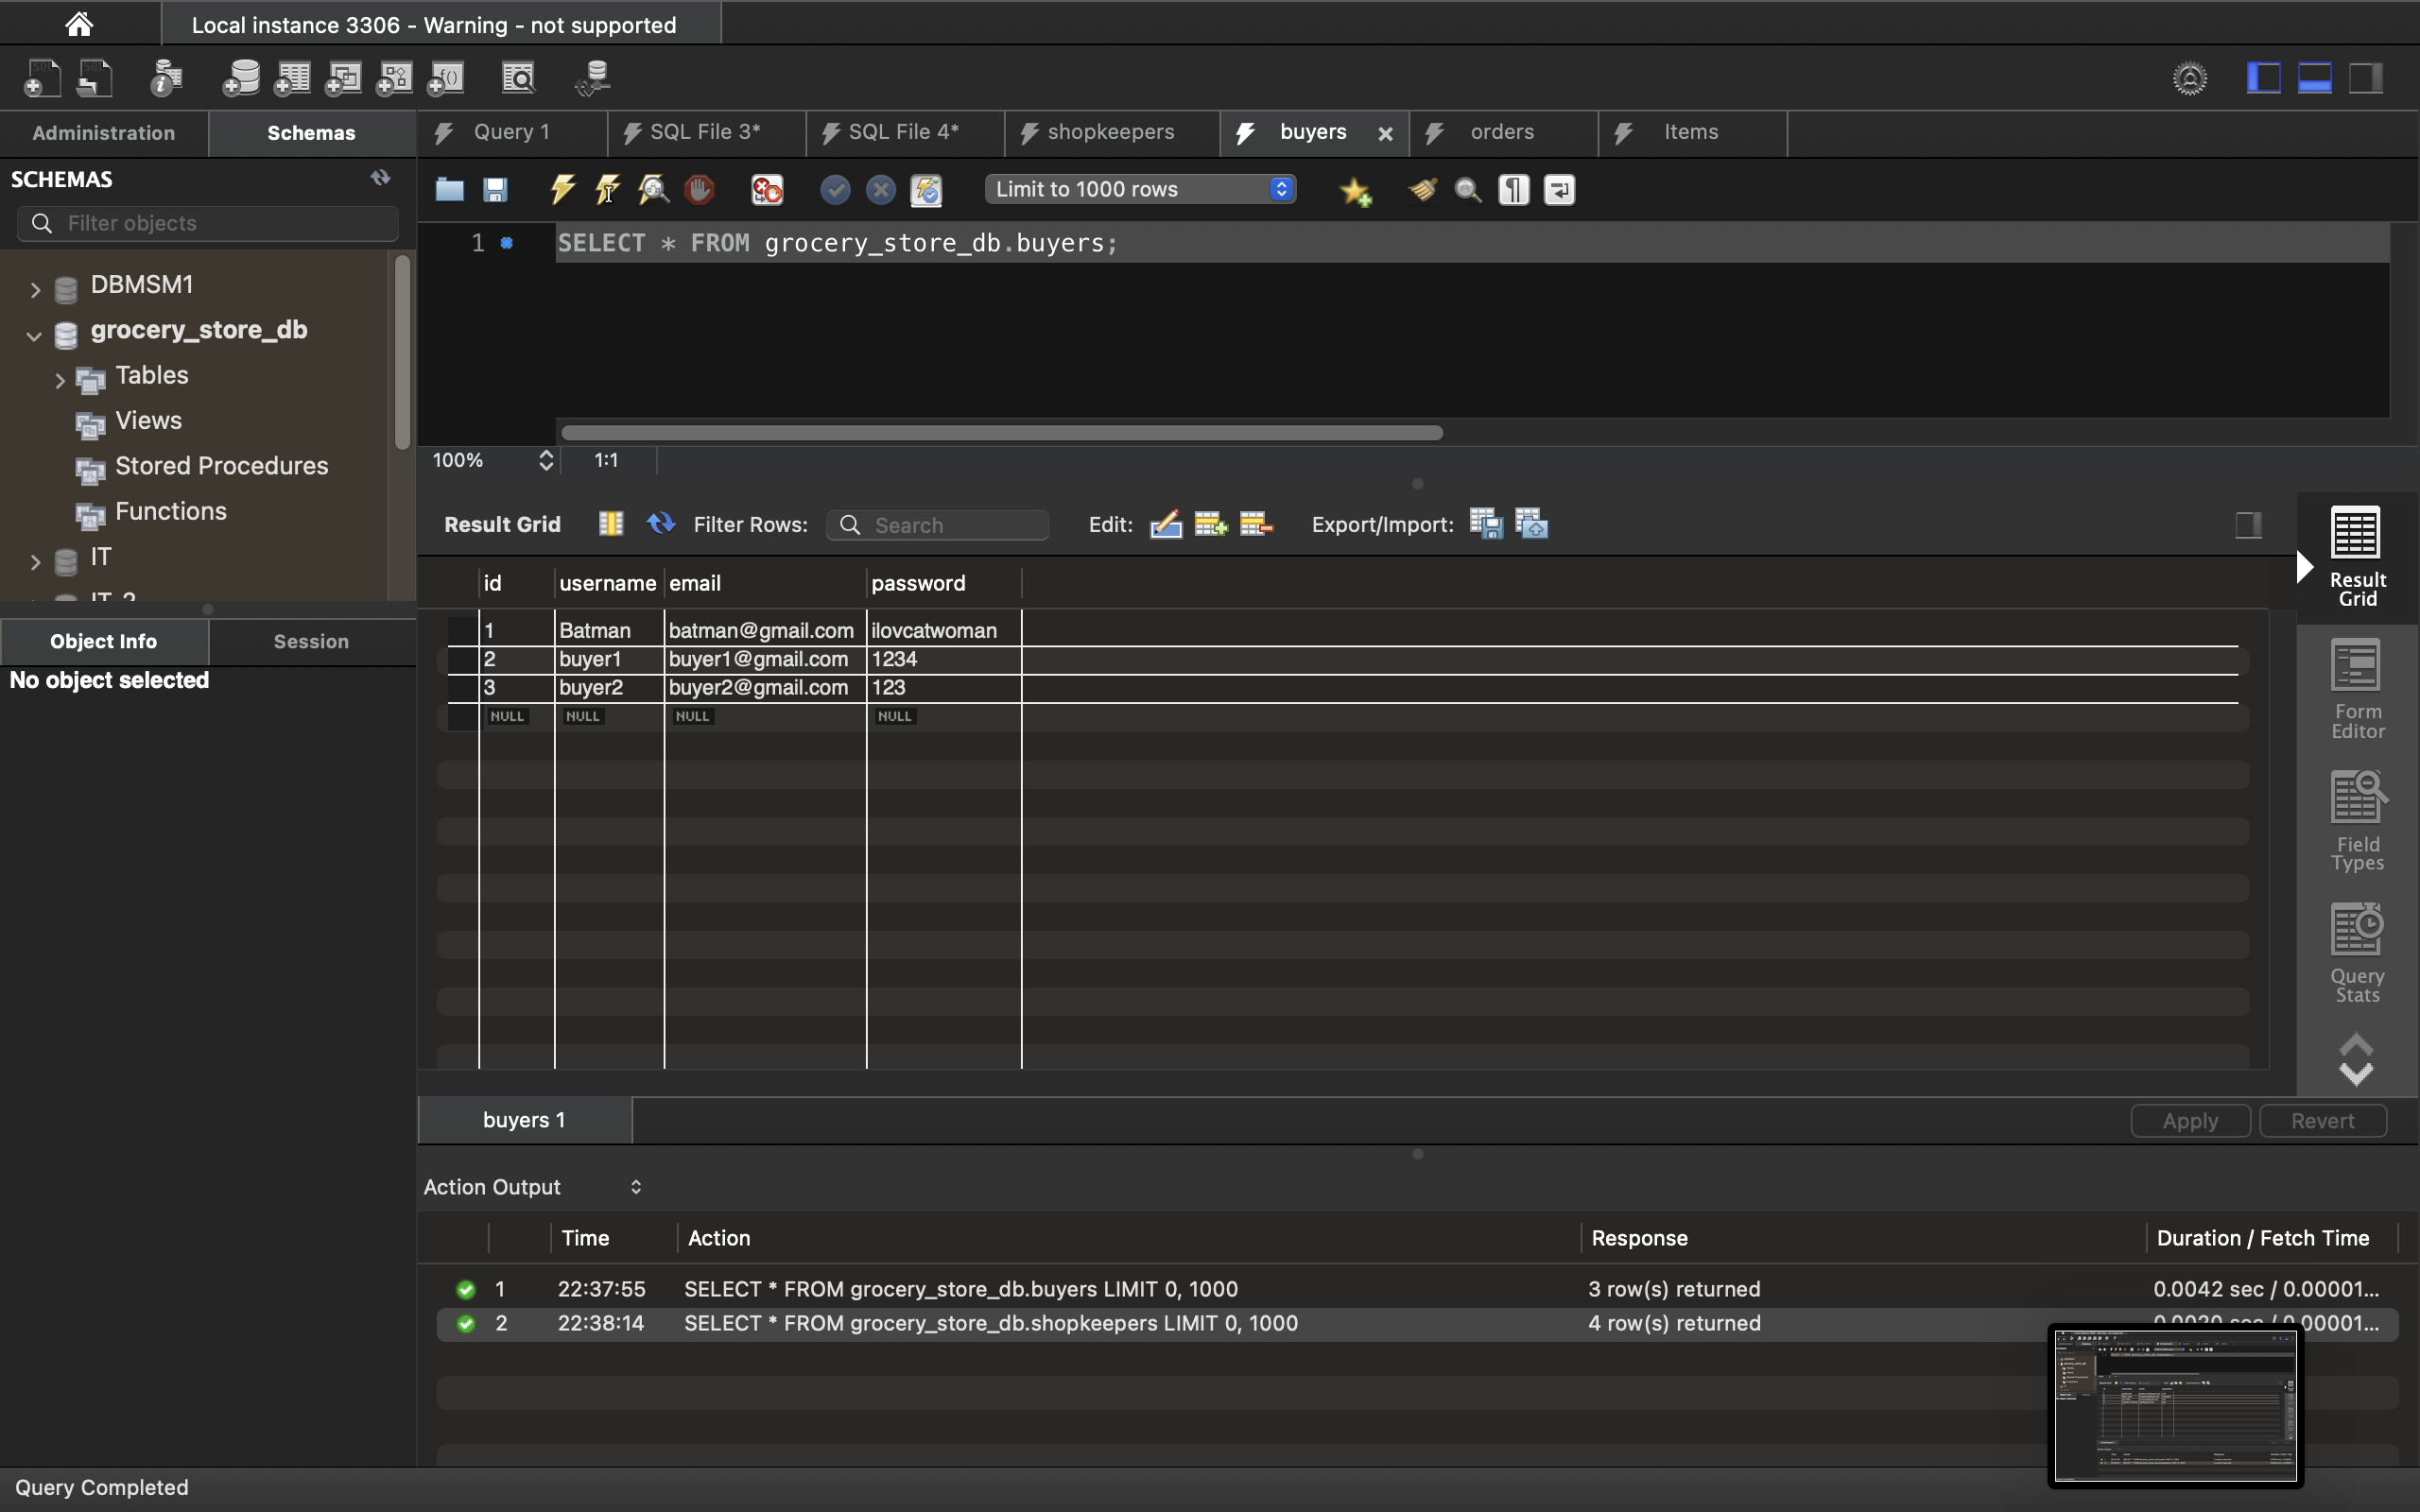 Local instance 3306 - Warning - not supported
Administration
Schemas
Query 1
SQL File 3*
SQL File 4*
shopkeepers
buyers
orders
Items
SCHEMAS
Filter objects
Limit to 1000 rows
1
SELECT * FROM grocery_store_db.buyers;
DBMSM1
grocery_store_db
Tables
Views
Stored Procedures
Functions
IT
100%
1:1
Result Grid
Filter Rows:
Search
Edit:
Export/Import:
id username email password
1 Batman batman@gmail.com ilovcatwoman
2 buyer1 buyer1@gmail.com 1234
3 buyer2 buyer2@gmail.com 123
NULL NULL NULL NULL
Result
Grid
Form
Editor
Field
Types
Query
Stats
Object Info
Session
No object selected
buyers 1
Apply
Revert
Action Output
Time Action Response Duration / Fetch Time
1 22:37:55 SELECT * FROM grocery_store_db.buyers LIMIT 0, 1000 3 row(s) returned 0.0042 sec / 0.00001...
2 22:38:14 SELECT * FROM grocery_store_db.shopkeepers LIMIT 0, 1000 4 row(s) returned
Query Completed